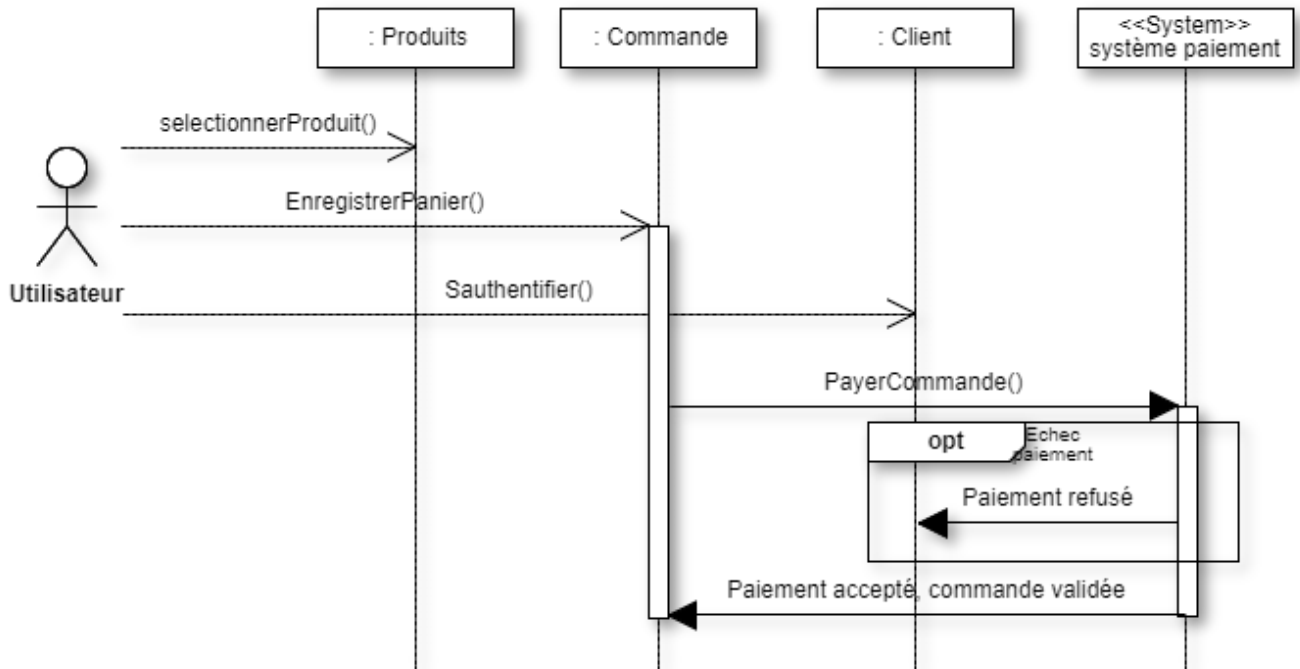 : Produits
: Commande
: Client
<<System>>
système paiement
selectionnerProduit()
EnregistrerPanier()
Utilisateur
Sauthentifier()
PayerCommande()
opt
Echec
paiement
Paiement refusé
Paiement accepté, commande validée